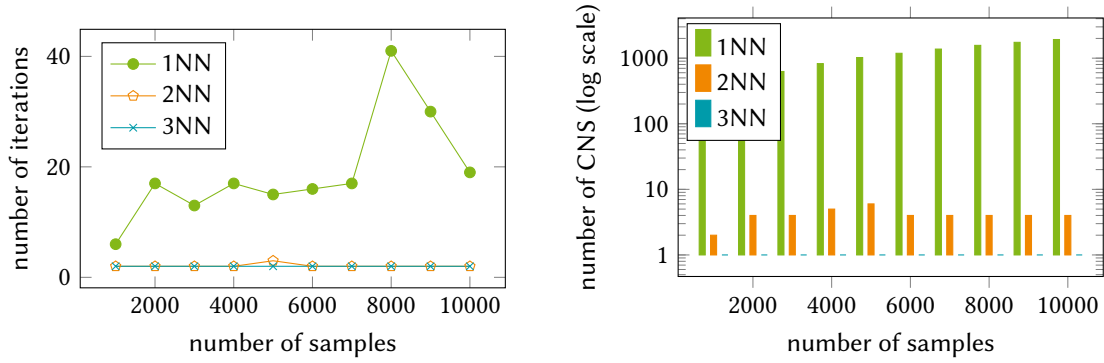 number of iterations
40
20
0
1NN
2NN
3NN
2000 4000 6000 8000 10000
number of samples
number of CNS (log scale)
1000
100
10
1
1NN
2NN
3NN
2000 4000 6000 8000 10000
number of samples